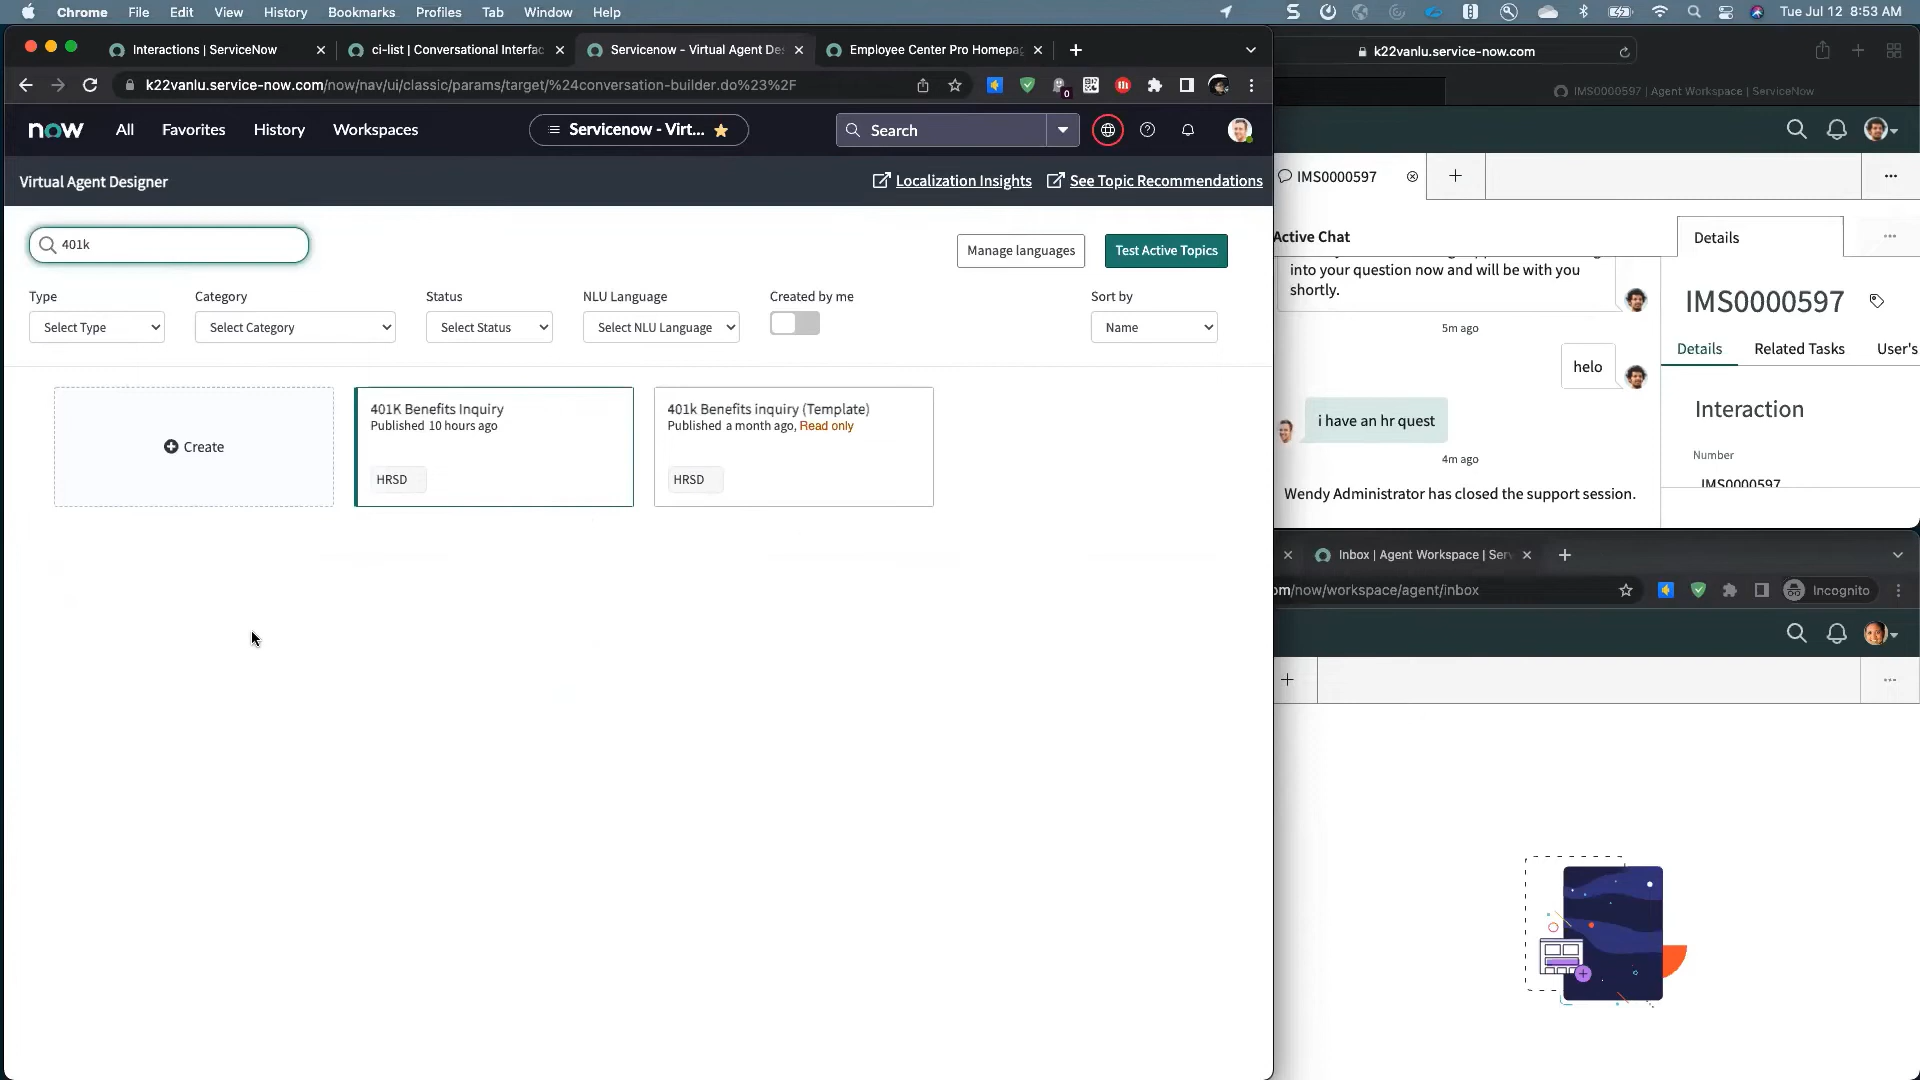 Chrome File Edit View History Bookmarks Profiles Tab Window Help
Tue Jul 12 8:53 AM
Interactions | ServiceNow
ci-list | Conversational Interfac
Servicenow - Virtual Agent De
Employee Center Pro Homepag
k22vanlu.service-now.com/now/nav/ui/classic/params/target/%24conversation-builder.do%23%2F
0
now
All Favorites History Workspaces
Servicenow - Virt...
Search
Virtual Agent Designer
Localization Insights
See Topic Recommendations
401k
Manage languages
Test Active Topics
Type
Category
Status
NLU Language
Created by me
Sort by
Select Type
Select Category
Select Status
Select NLU Language
Name
Create
401K Benefits Inquiry
Published 10 hours ago
HRSD
401k Benefits inquiry (Template)
Published a month ago, Read only
HRSD
k22vanlu.service-now.com
IMS0000597 | Agent Workspace | ServiceNow
IMS0000597
Active Chat
into your question now and will be with you
shortly.
5m ago
helo
i have an hr quest
4m ago
Wendy Administrator has closed the support session.
Details
IMS0000597
Details Related Tasks User's
Interaction
Number
IMS0000597
Inbox | Agent Workspace | Ser
om/now/workspace/agent/inbox
Incognito